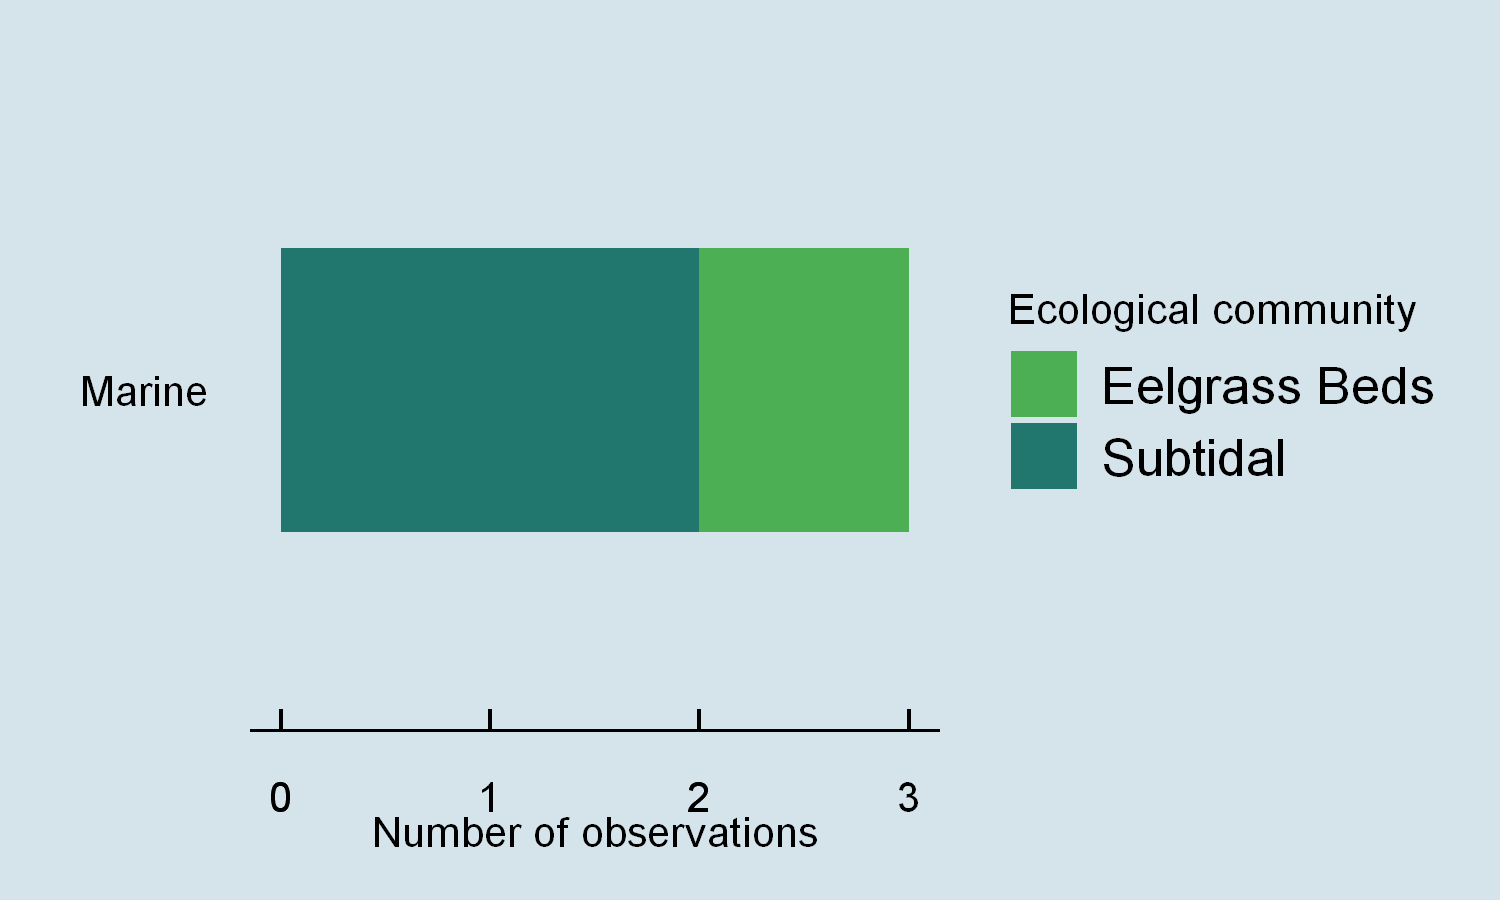 Marine
Ecological community
Eelgrass Beds
Subtidal
0 1 2 3
Number of observations